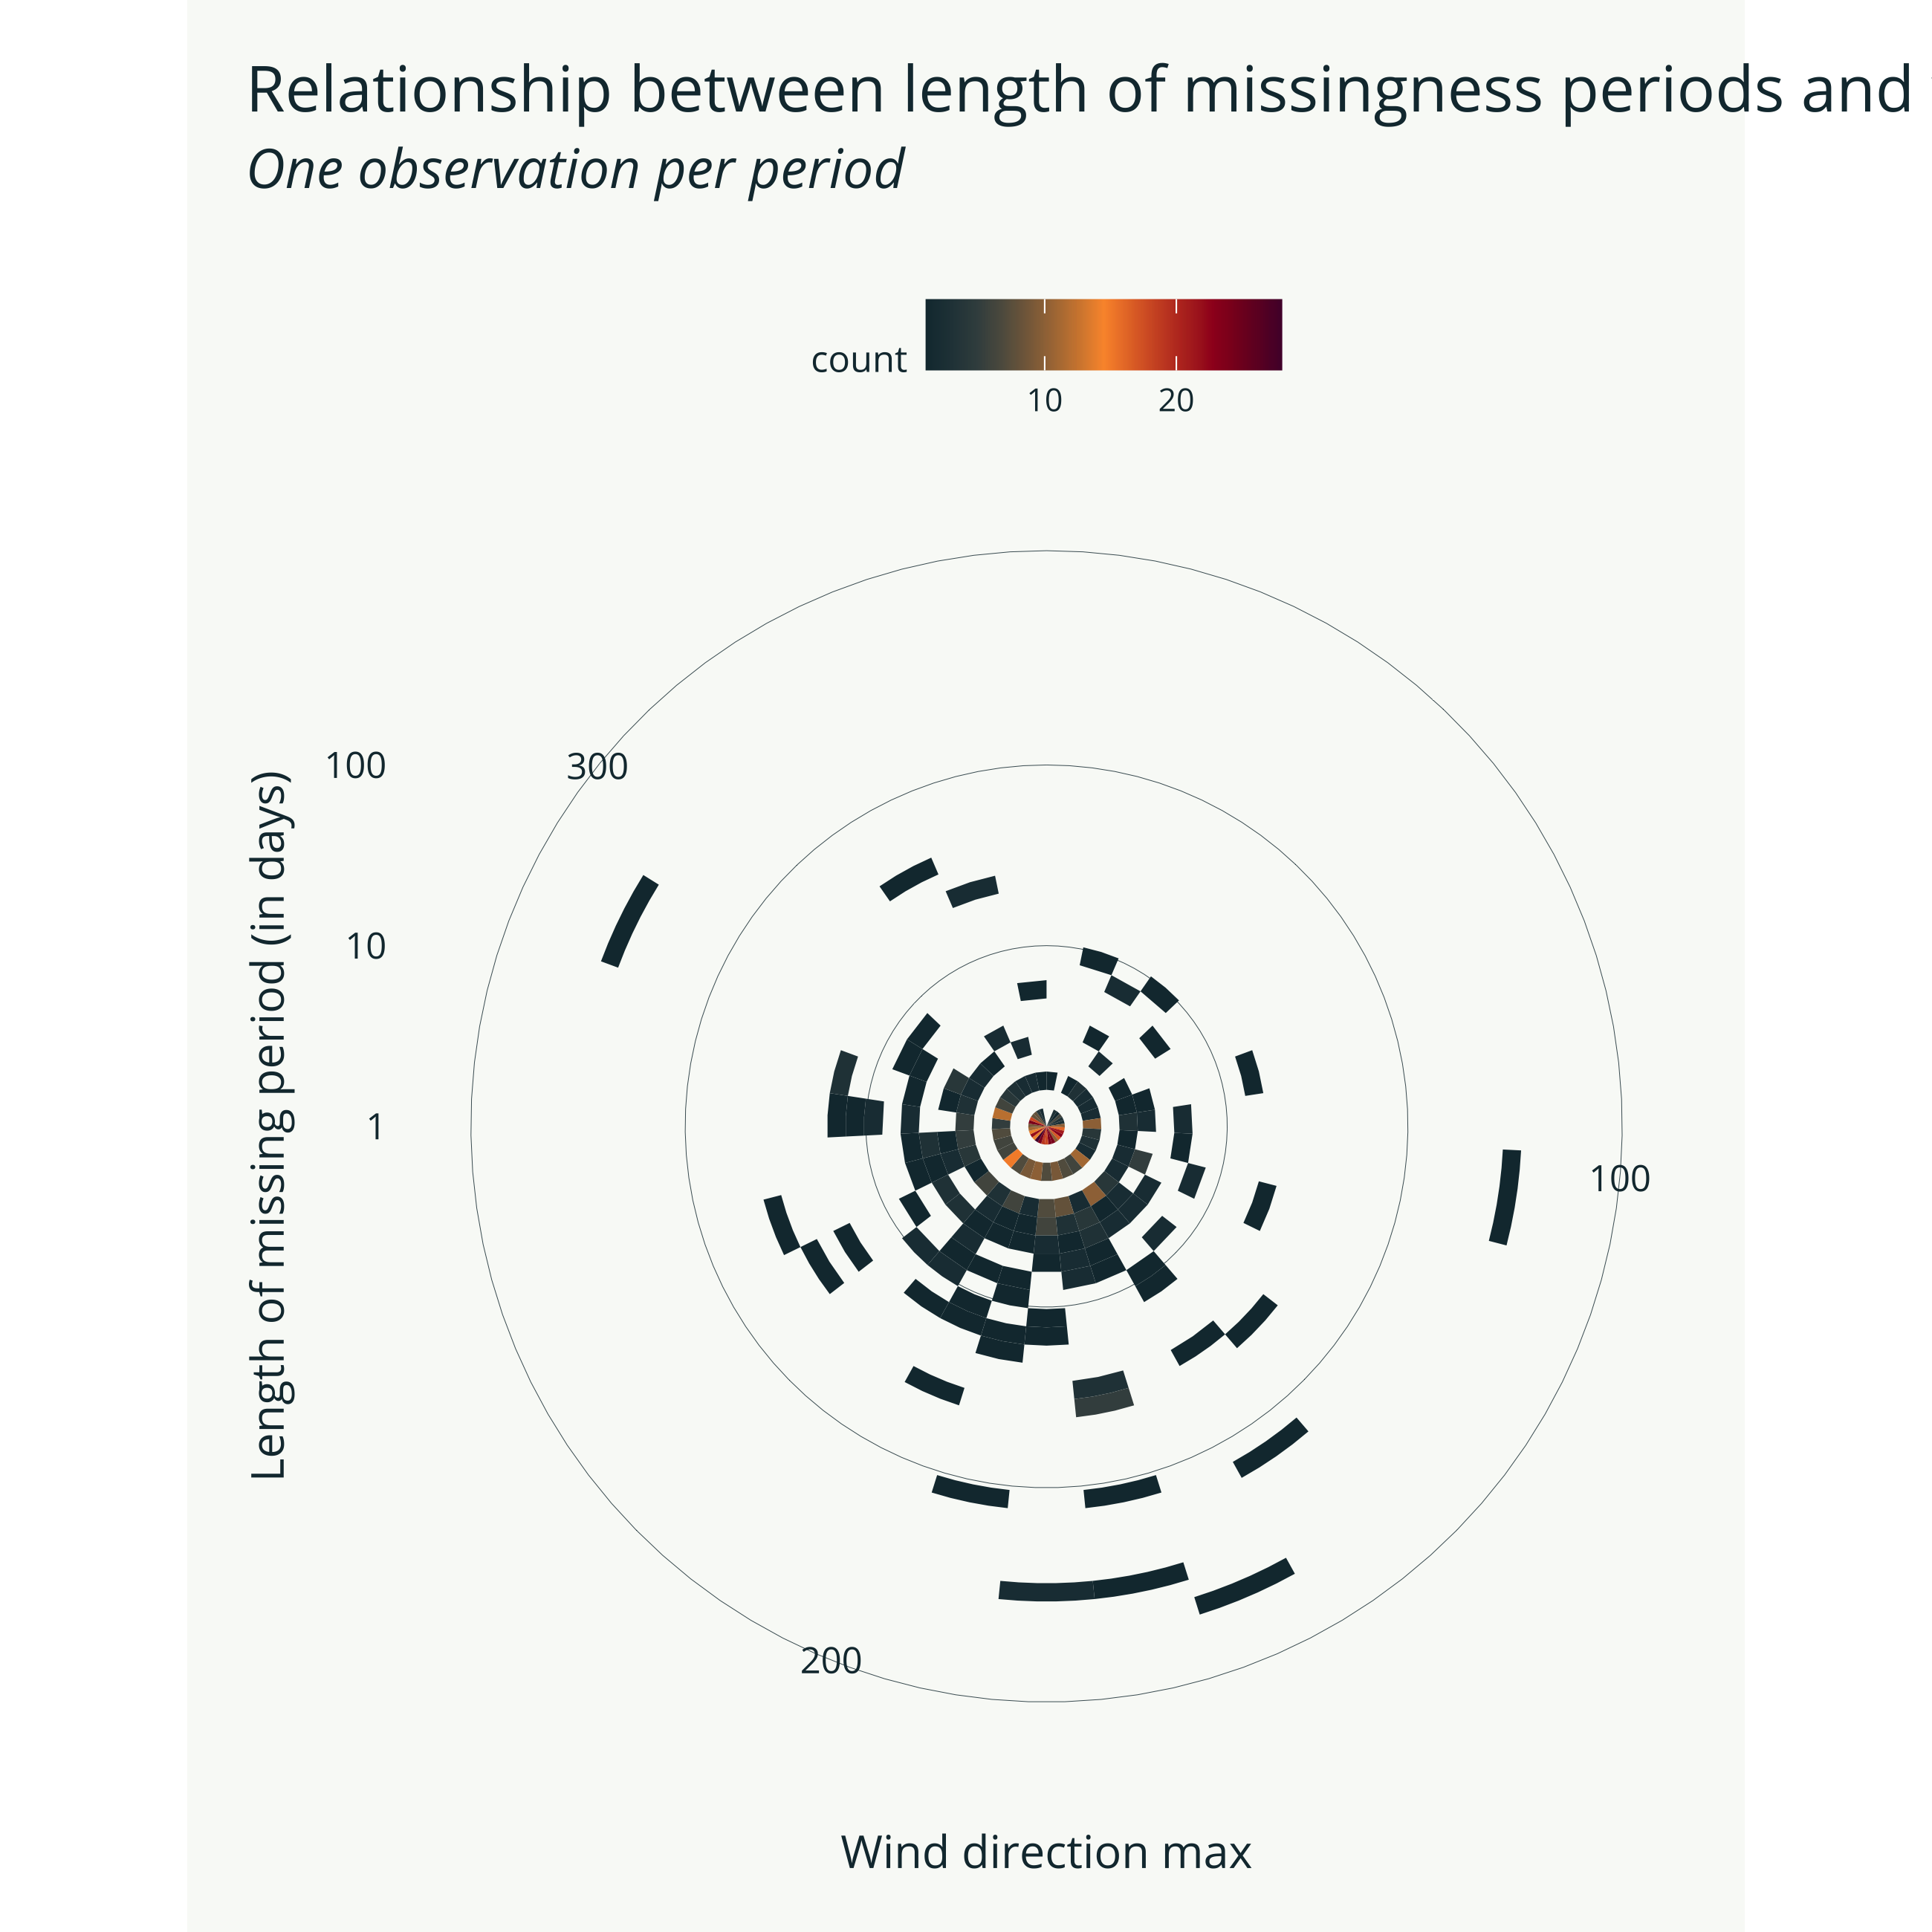 Relationship between length of missingness periods and
One observation per period
count
10
20
100
300
10
1
100
200
Length of missing period (in days)
Wind direction max